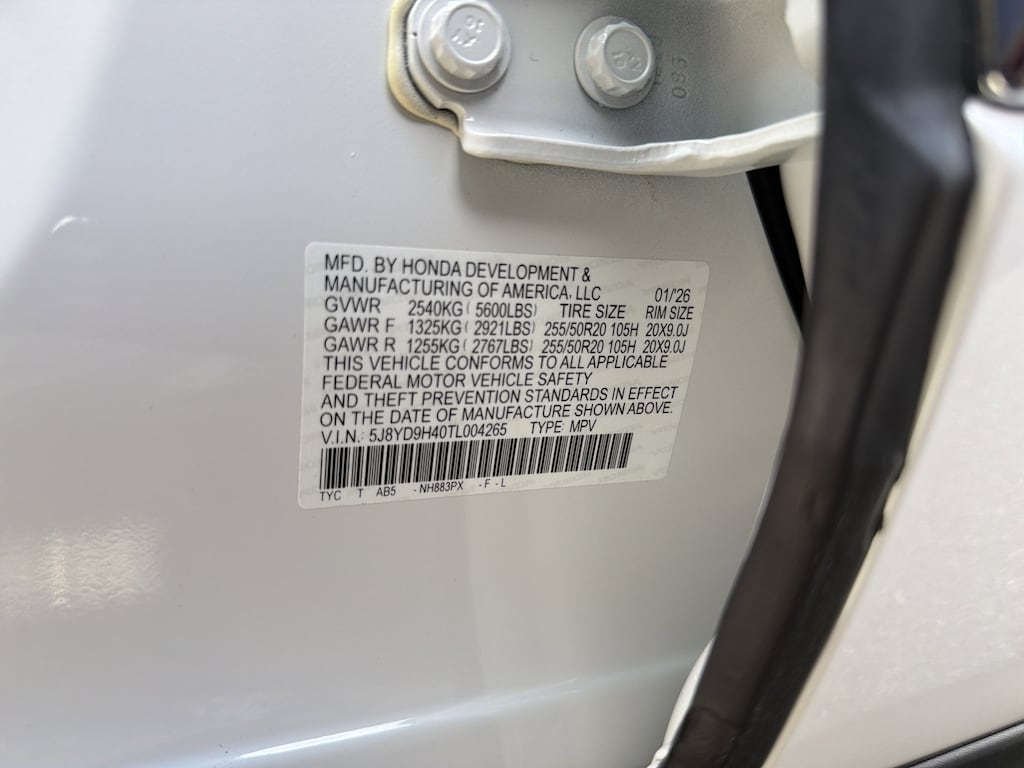 MFD. BY HONDA DEVELOPMENT &
MANUFACTURING OF AMERICA, LLC 01/'26
GVWR 2540KG ( 5600LBS) TIRE SIZE RIM SIZE
GAWR F 1325KG ( 2921LBS) 255/50R20 105H 20X9.0J
GAWR R 1255KG ( 2767LBS) 255/50R20 105H 20X9.0J
THIS VEHICLE CONFORMS TO ALL APPLICABLE
FEDERAL MOTOR VEHICLE SAFETY
AND THEFT PREVENTION STANDARDS IN EFFECT
ON THE DATE OF MANUFACTURE SHOWN ABOVE.
V.I.N.: 5J8YD9H40TL004265 TYPE: MPV
TYC T AB5 -NH883PX -F -L